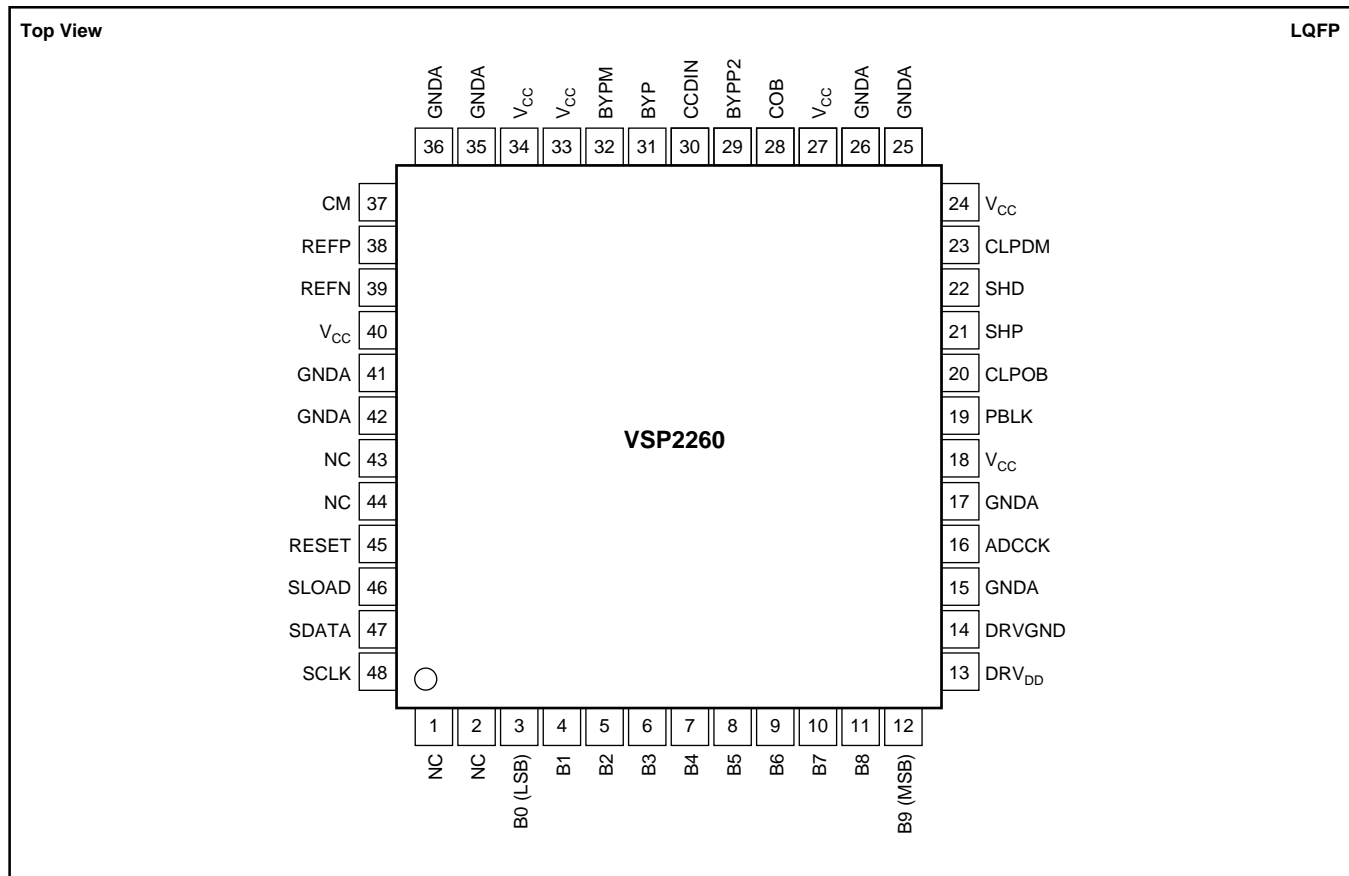 Top View
LQFP
GNDA
GNDA
VCC
VCC
BYPM
BYP
CCDIN
BYPP2
COB
VCC
GNDA
GNDA
36 35 34 33 32 31 30 29 28 27 26 25
CM 37
REFP 38
REFN 39
VCC 40
GNDA 41
GNDA 42
NC 43
NC 44
RESET 45
SLOAD 46
SDATA 47
SCLK 48
VSP2260
24 VCC
23 CLPDM
22 SHD
21 SHP
20 CLPOB
19 PBLK
18 VCC
17 GNDA
16 ADCCK
15 GNDA
14 DRVGND
13 DRVDD
1 2 3 4 5 6 7 8 9 10 11 12
NC
NC
B0 (LSB)
B1
B2
B3
B4
B5
B6
B7
B8
B9 (MSB)